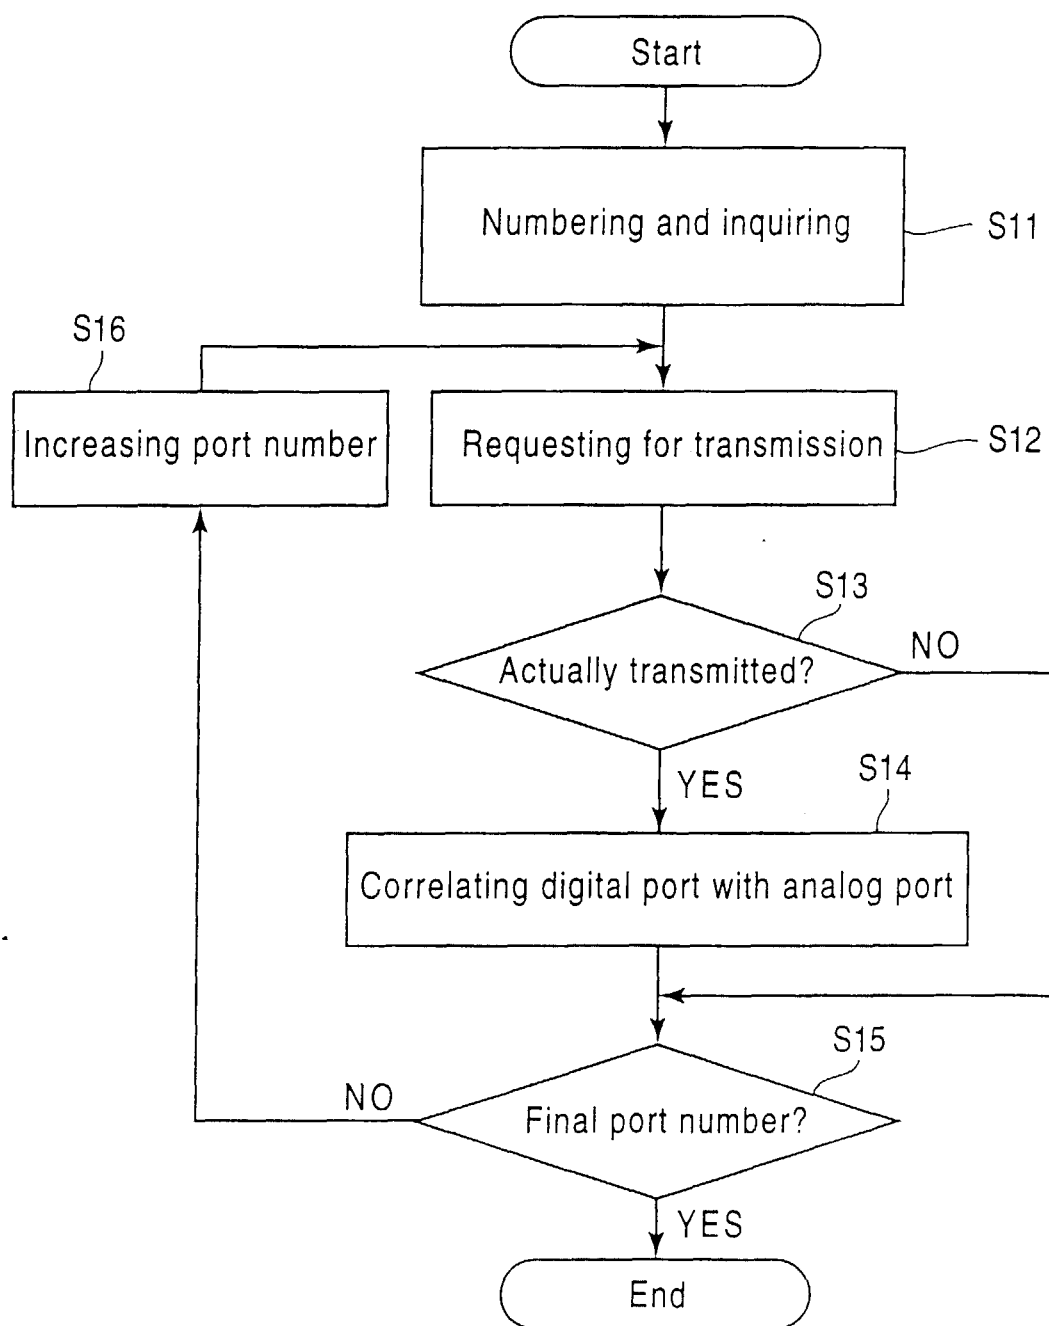 Start
Numbering and inquiring
S11
S16
Increasing port number
Requesting for transmission
S12
S13
Actually transmitted?
NO
YES
S14
Correlating digital port with analog port
S15
NO
Final port number?
YES
End